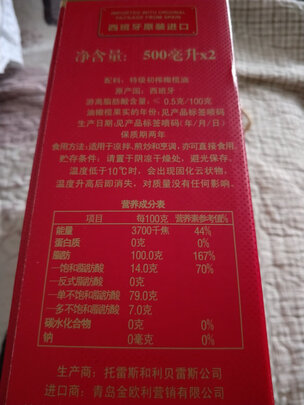 IMPORTED WITH ORIGINAL
PACKAGE FROM SPAIN
西班牙原装进口
净含量: 500毫升x2
配料: 特级初榨橄榄油
原产国: 西班牙
游离脂肪酸含量: ≤ 0.5克/100克
油橄榄果实的年份: 见产品标签喷码
生产日期: 见产品标签喷码 (年/月/日)
保质期两年
食用方法: 适用于凉拌、煎炒和烹调, 亦可直接食用。
贮存条件: 请置于阴凉干燥处, 避光保存。
温度低于10℃时, 会出现固化云状物,
温度升高后即消失, 对质量没有任何影响。
营养成分表
项目 每100克 营养素参考值%
能量 3700千焦 44%
蛋白质 0克 0%
脂肪 100.0克 167%
—饱和脂肪酸 14.0克 70%
—反式脂肪酸 0克
—单不饱和脂肪酸 79.0克
—多不饱和脂肪酸 7.0克
碳水化合物 0克 0%
钠 0毫克 0%
生产商: 托雷斯和利贝雷斯公司
进口商: 青岛金欧利营销有限公司